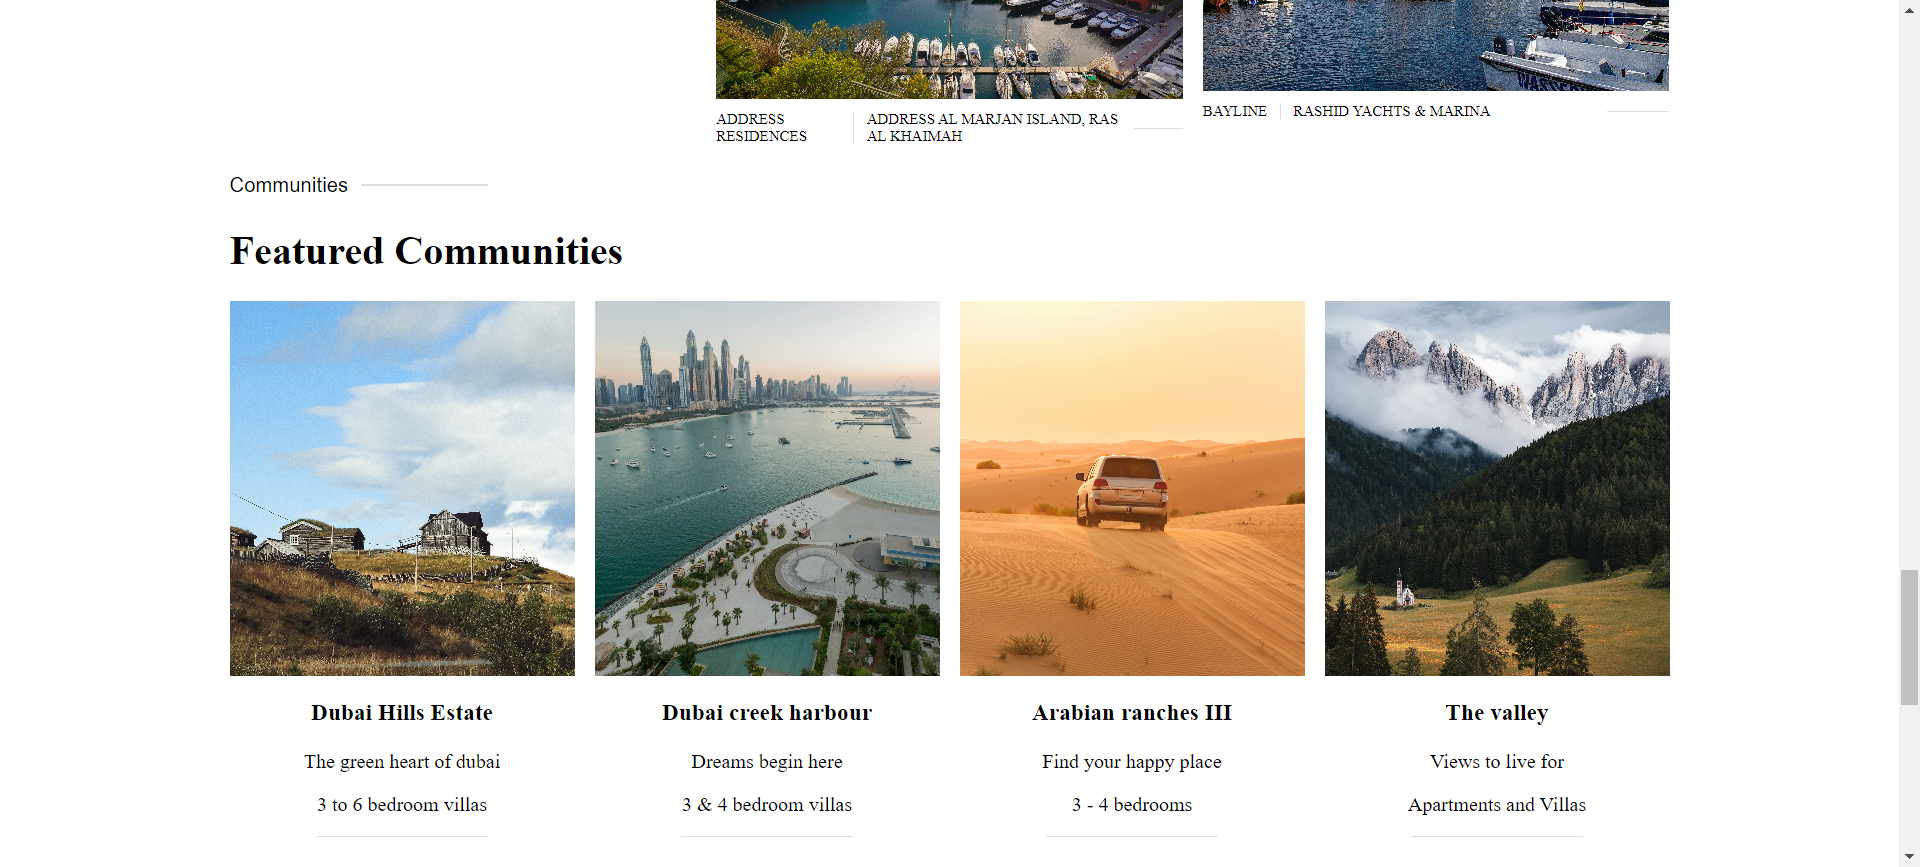 ADDRESS
RESIDENCES
ADDRESS AL MARJAN ISLAND, RAS
AL KHAIMAH
BAYLINE
RASHID YACHTS & MARINA
Communities
Featured Communities
Dubai Hills Estate
The green heart of dubai
3 to 6 bedroom villas
Dubai creek harbour
Dreams begin here
3 & 4 bedroom villas
Arabian ranches III
Find your happy place
3 - 4 bedrooms
The valley
Views to live for
Apartments and Villas